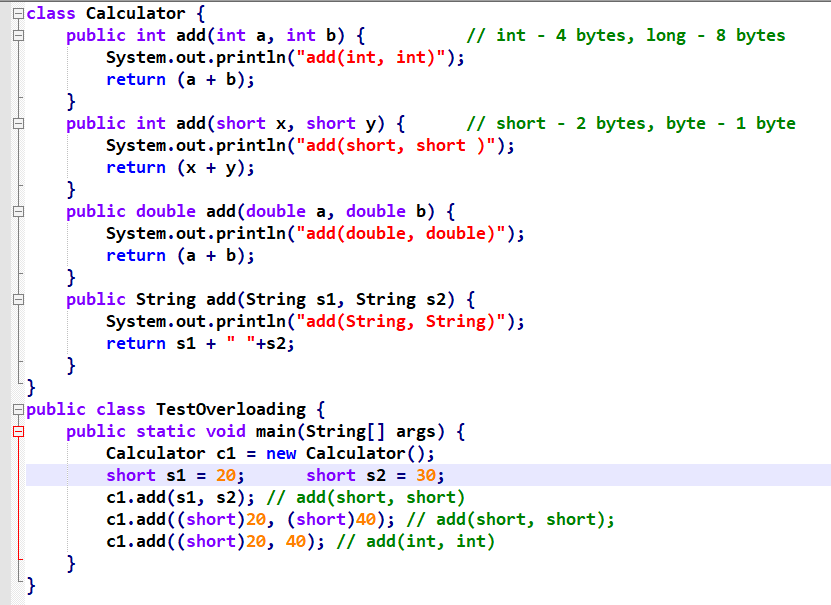 class Calculator {
    public int add(int a, int b) {          // int - 4 bytes, long - 8 bytes
        System.out.println("add(int, int)");
        return (a + b);
    }
    public int add(short x, short y) {      // short - 2 bytes, byte - 1 byte
        System.out.println("add(short, short )");
        return (x + y);
    }
    public double add(double a, double b) {
        System.out.println("add(double, double)");
        return (a + b);
    }
    public String add(String s1, String s2) {
        System.out.println("add(String, String)");
        return s1 + " "+s2;
    }
}
public class TestOverloading {
    public static void main(String[] args) {
        Calculator c1 = new Calculator();
        short s1 = 20;      short s2 = 30;
        c1.add(s1, s2); // add(short, short)
        c1.add((short)20, (short)40); // add(short, short);
        c1.add((short)20, 40); // add(int, int)
    }
}